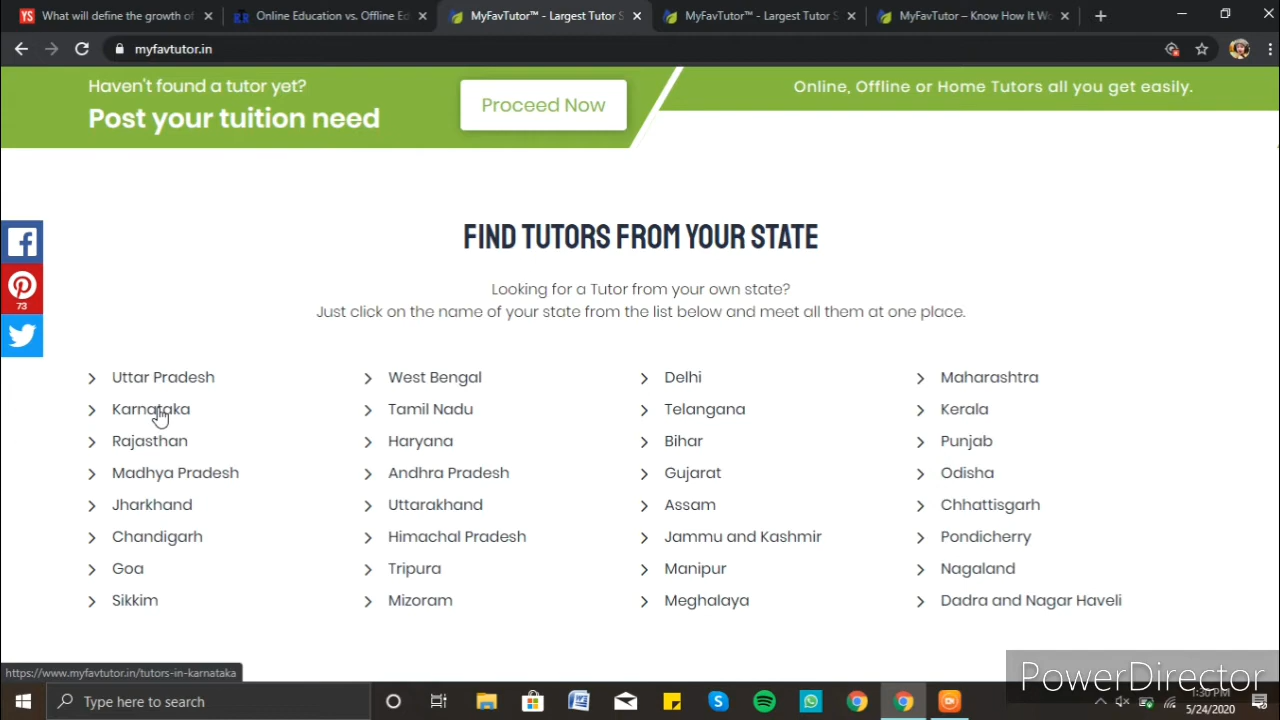 YS What will define the growth of
RR Online Education vs. Offline Ed
MyFavTutor™ - Largest Tutor S
MyFavTutor™ - Largest Tutor S
MyFavTutor – Know How It Wo
myfavtutor.in
Haven't found a tutor yet?
Post your tuition need
Proceed Now
Online, Offline or Home Tutors all you get easily.
73
FIND TUTORS FROM YOUR STATE
Looking for a Tutor from your own state?
Just click on the name of your state from the list below and meet all them at one place.
Uttar Pradesh West Bengal Delhi Maharashtra
Karnataka Tamil Nadu Telangana Kerala
Rajasthan Haryana Bihar Punjab
Madhya Pradesh Andhra Pradesh Gujarat Odisha
Jharkhand Uttarakhand Assam Chhattisgarh
Chandigarh Himachal Pradesh Jammu and Kashmir Pondicherry
Goa Tripura Manipur Nagaland
Sikkim Mizoram Meghalaya Dadra and Nagar Haveli
https://www.myfavtutor.in/tutors-in-karnataka
PowerDirector
Type here to search
1:30 PM
5/24/2020